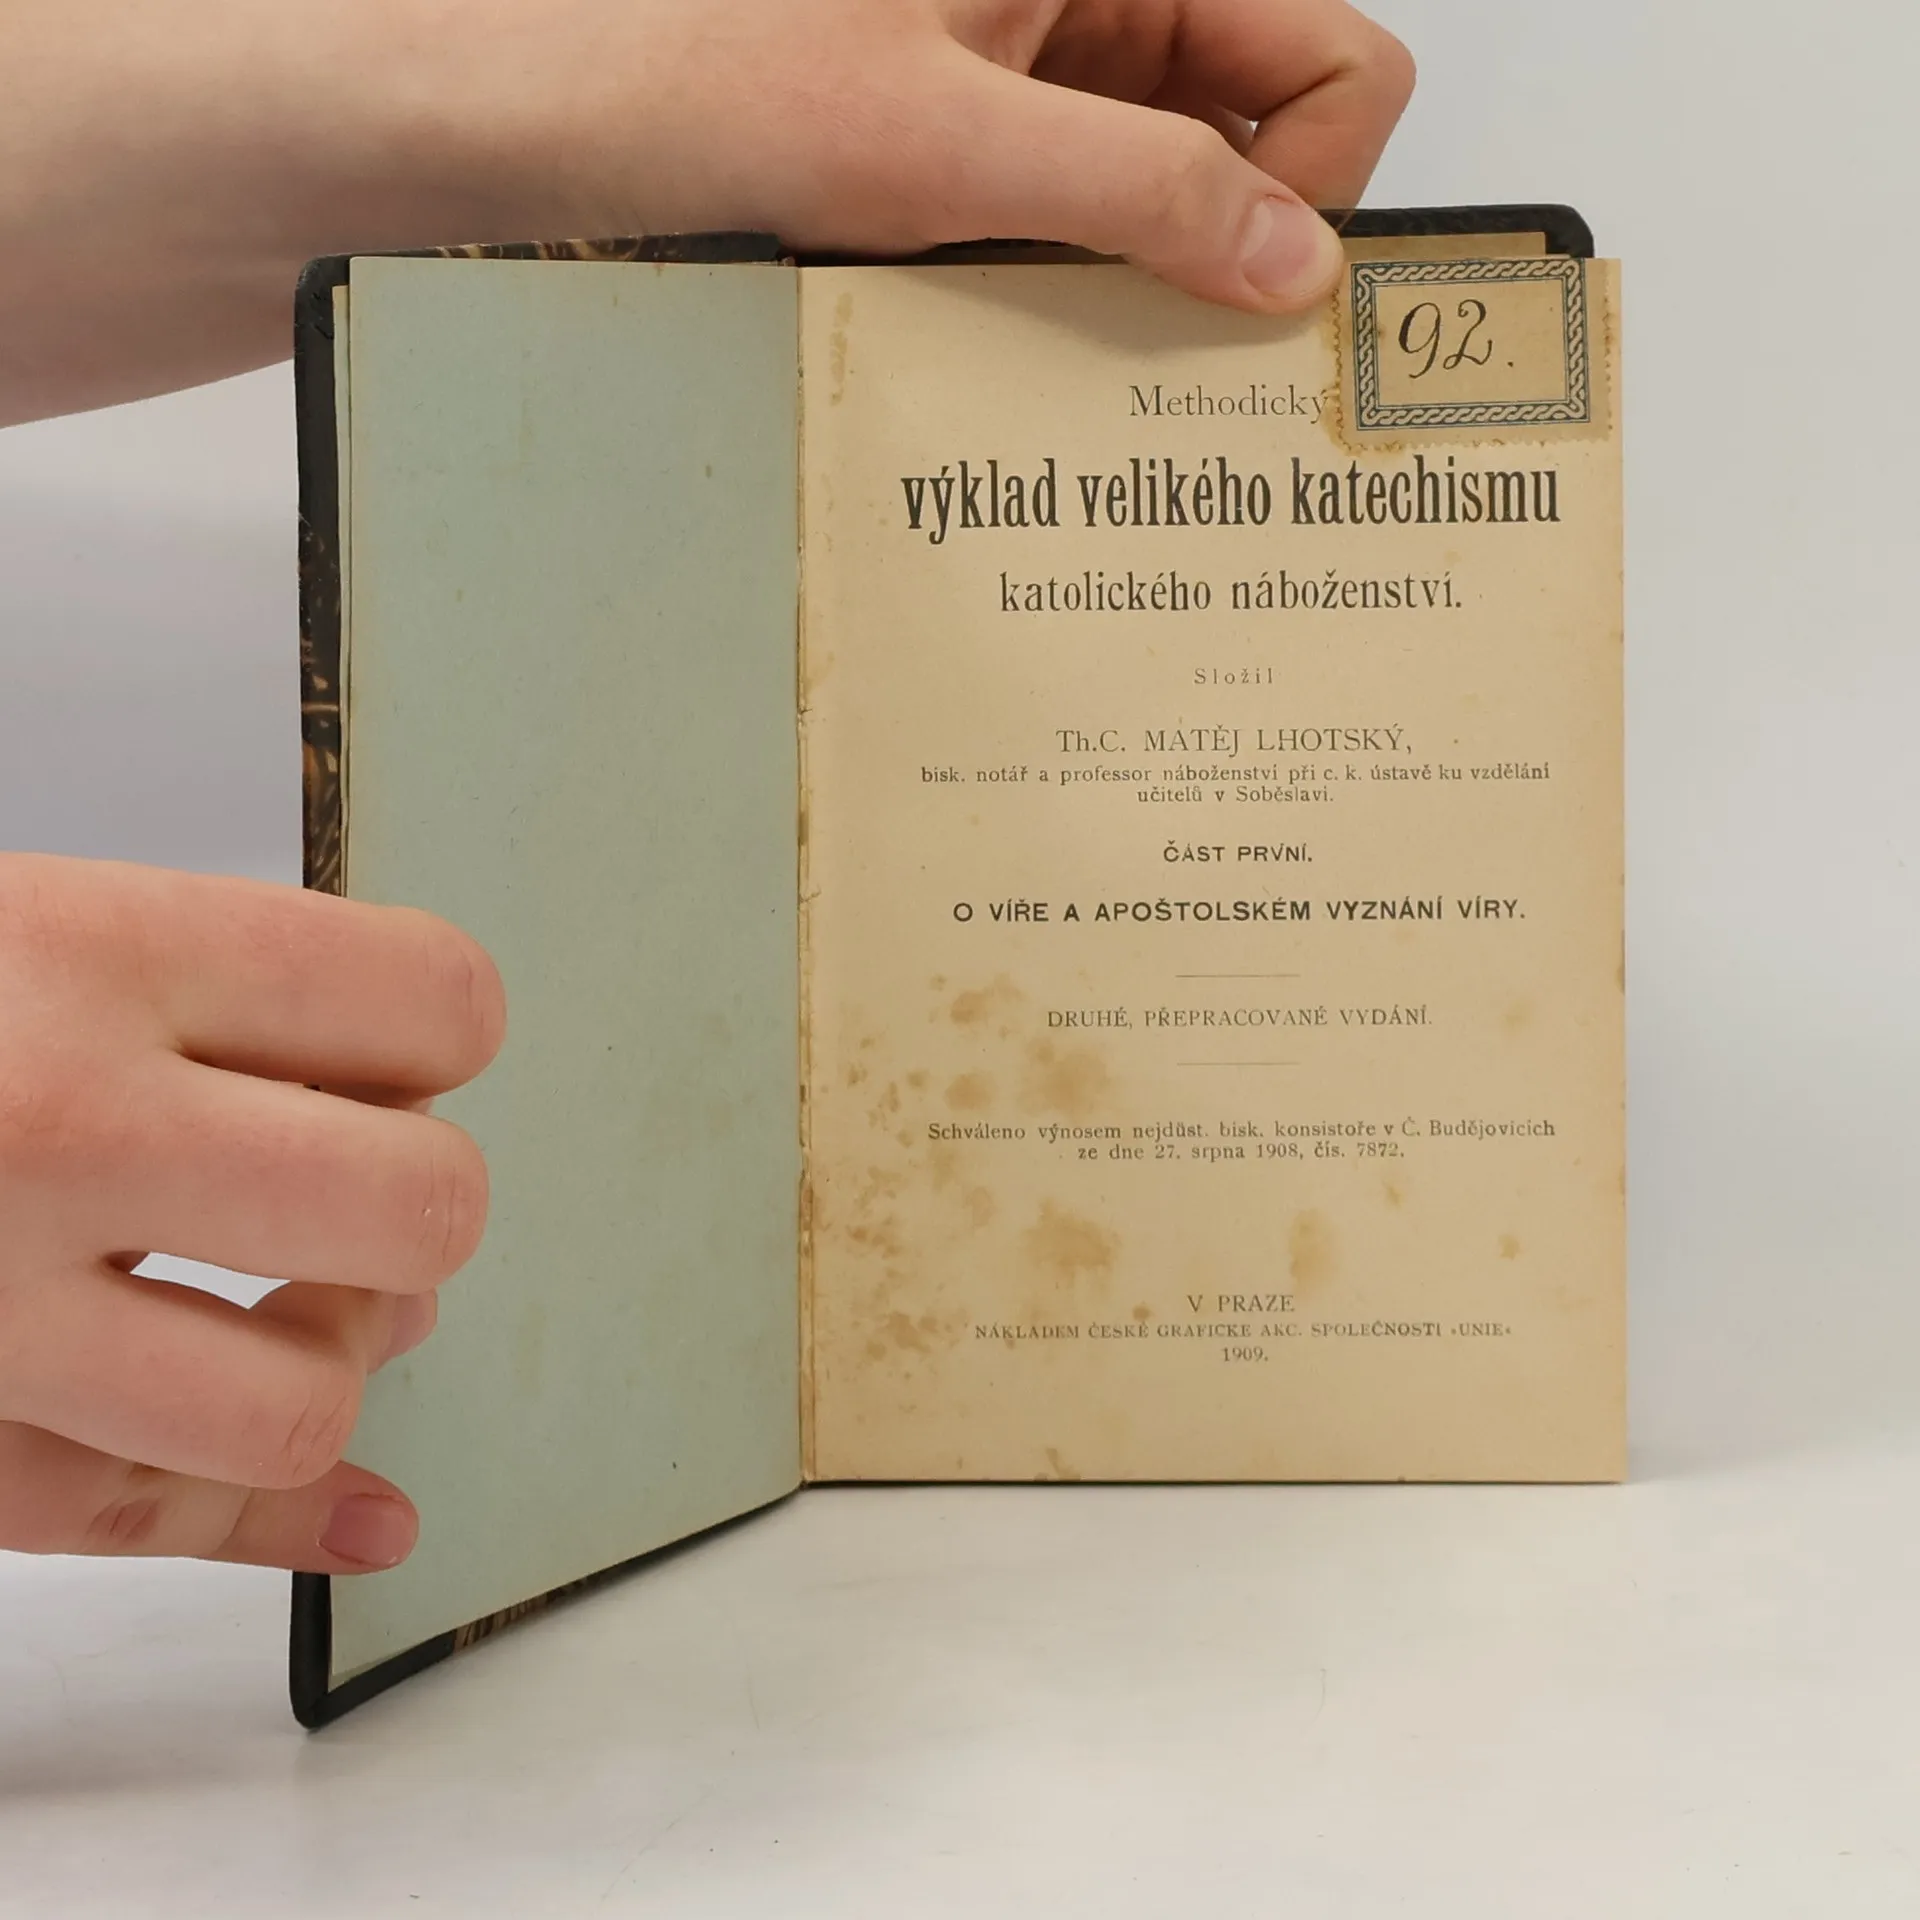 92.
Methodický
výklad velikého katechismu
katolického náboženství.
Složil
Th.C. MATĚJ LHOTSKÝ,
bisk. notář a professor náboženství při c. k. ústavě ku vzdělání
učitelů v Soběslavi.
ČÁST PRVNÍ.
O VÍŘE A APOŠTOLSKÉM VYZNÁNÍ VÍRY.
DRUHÉ, PŘEPRACOVANÉ VYDÁNÍ.
Schváleno výnosem nejdůst. bisk. konsistoře v Č. Budějovicích
ze dne 27. srpna 1908, čís. 7872.
V PRAZE
NÁKLADEM ČESKÉ GRAFICKÉ AKC. SPOLEČNOSTI »UNIE«
1909.